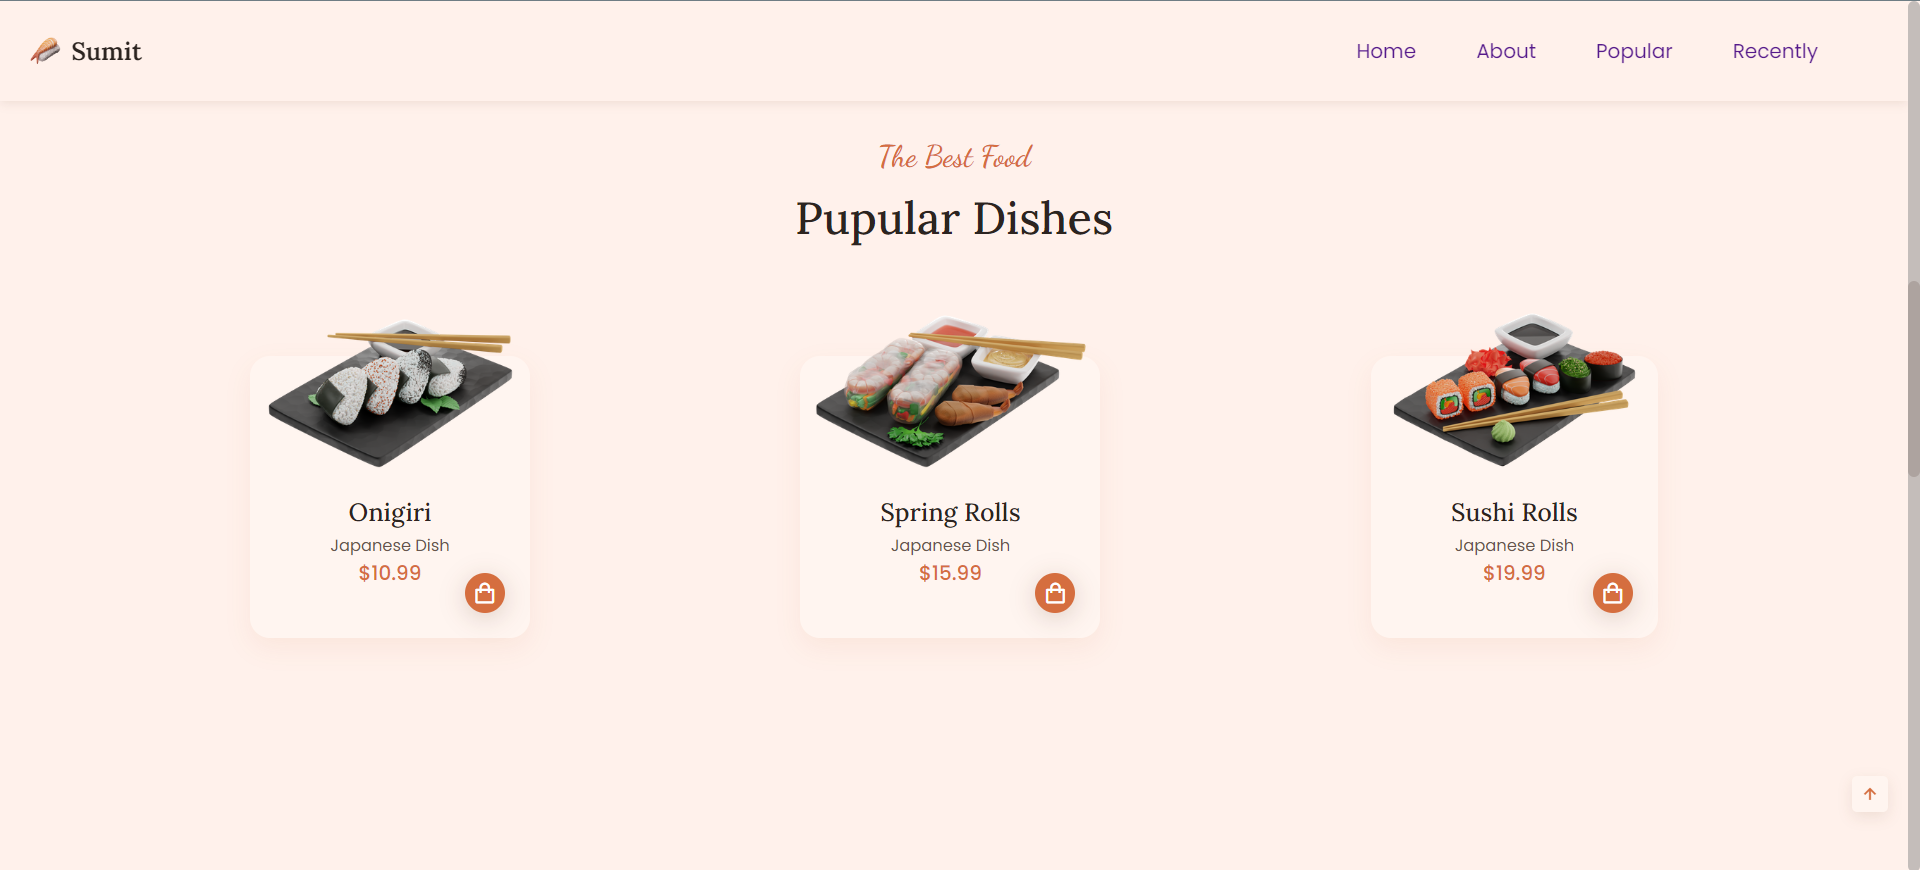 Sumit
Home About Popular Recently
The Best Food
Pupular Dishes
Onigiri
Japanese Dish
$10.99
Spring Rolls
Japanese Dish
$15.99
Sushi Rolls
Japanese Dish
$19.99